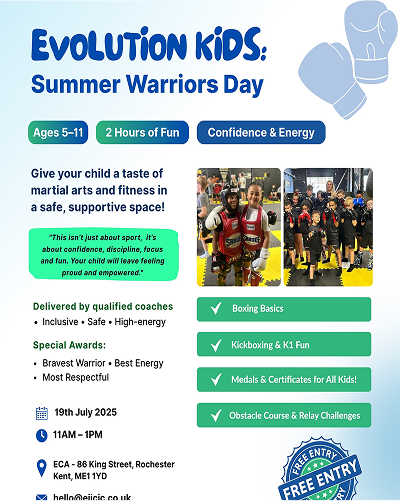 EVOLUTION KiDS:
Summer Warriors Day
Ages 5–11
2 Hours of Fun
Confidence & Energy
Give your child a taste of
martial arts and fitness in
a safe, supportive space!
"This isn't just about sport, it's
about confidence, discipline, focus
and fun. Your child will leave feeling
proud and empowered."
Delivered by qualified coaches
• Inclusive • Safe • High-energy
Special Awards:
• Bravest Warrior • Best Energy
• Most Respectful
Boxing Basics
Kickboxing & K1 Fun
Medals & Certificates for All Kids!
Obstacle Course & Relay Challenges
19th July 2025
11AM – 1PM
ECA - 86 King Street, Rochester
Kent, ME1 1YD
hello@ejicic.co.uk
FREE ENTRY
FREE ENTRY